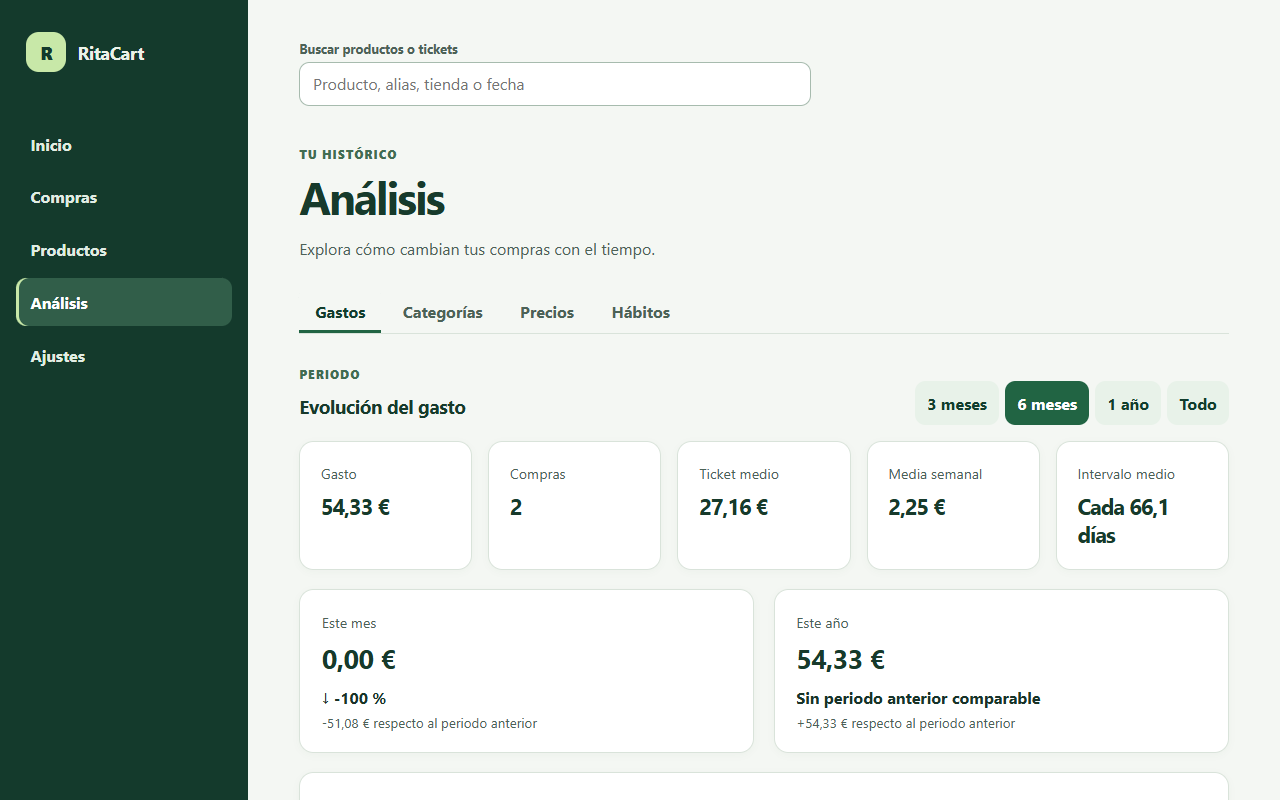 R
RitaCart
Inicio
Compras
Productos
Análisis
Ajustes
Buscar productos o tickets
Producto, alias, tienda o fecha
TU HISTÓRICO
Análisis
Explora cómo cambian tus compras con el tiempo.
Gastos Categorías Precios Hábitos
PERIODO
Evolución del gasto
3 meses 6 meses 1 año Todo
Gasto
54,33 €
Compras
2
Ticket medio
27,16 €
Media semanal
2,25 €
Intervalo medio
Cada 66,1
días
Este mes
0,00 €
↓ -100 %
-51,08 € respecto al periodo anterior
Este año
54,33 €
Sin periodo anterior comparable
+54,33 € respecto al periodo anterior